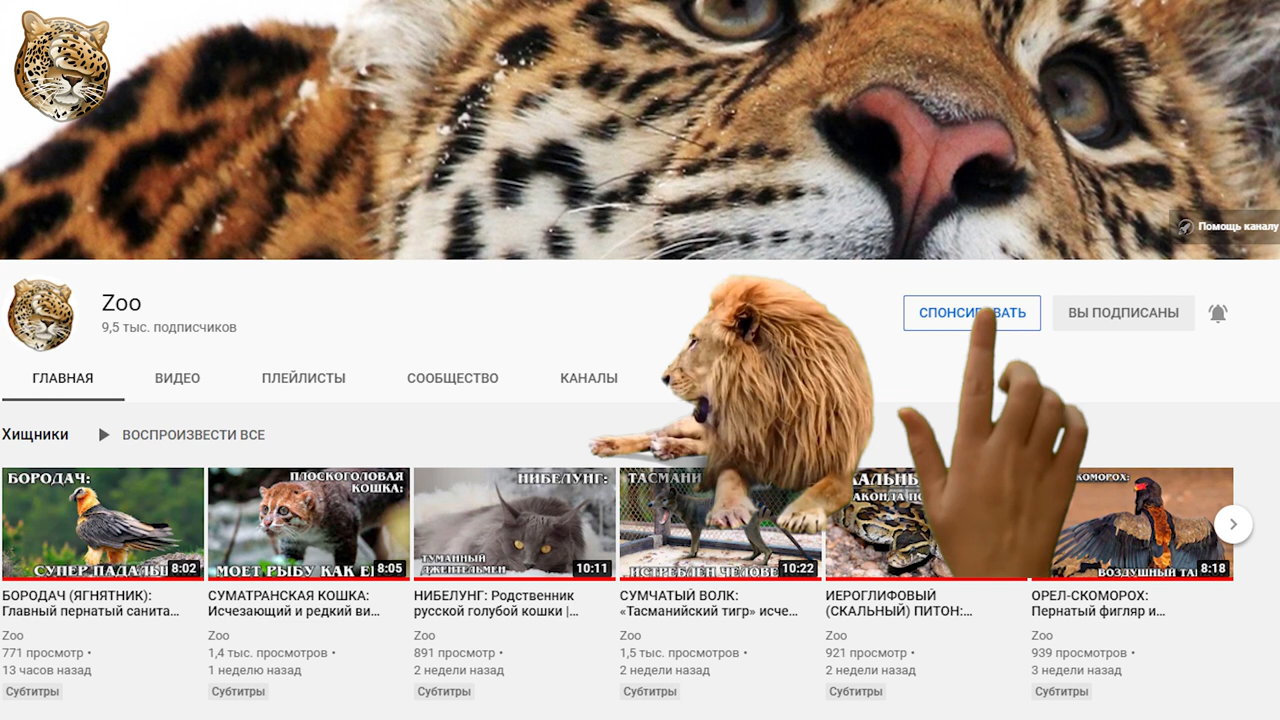 Помощь каналу
Zoo
9,5 тыс. подписчиков
ВЫ ПОДПИСАНЫ
ГЛАВНАЯ
ВИДЕО
ПЛЕЙЛИСТЫ
СООБЩЕСТВО
КАНАЛЫ
Хищники
ВОСПРОИЗВЕСТИ ВСЕ
БОРОДАЧ:
СУПЕР
8:02
ПЛОСКОГОЛОВАЯ
КОШКА:
МОЕТ РЫБУ КАК
8:05
НИБЕЛУНГ:
ТУМАННЫЙ
ДЖЕНТЕЛЬМЕН
10:11
ИСТРЕБЛЕН
10:22
ВОЗДУШНЫЙ
8:18
БОРОДАЧ (ЯГНЯТНИК):
Главный пернатый санита...
Zoo
771 просмотр •
13 часов назад
Субтитры
СУМАТРАНСКАЯ КОШКА:
Исчезающий и редкий ви...
Zoo
1,4 тыс. просмотров •
1 неделю назад
Субтитры
НИБЕЛУНГ: Родственник
русской голубой кошки |...
Zoo
891 просмотр •
2 недели назад
Субтитры
СУМЧАТЫЙ ВОЛК:
«Тасманийский тигр» исче...
Zoo
1,5 тыс. просмотров •
2 недели назад
Субтитры
ИЕРОГЛИФОВЫЙ
(СКАЛЬНЫЙ) ПИТОН:...
Zoo
921 просмотр •
2 недели назад
Субтитры
ОРЕЛ-СКОМОРОХ:
Пернатый фигляр и...
Zoo
939 просмотров •
3 недели назад
Субтитры